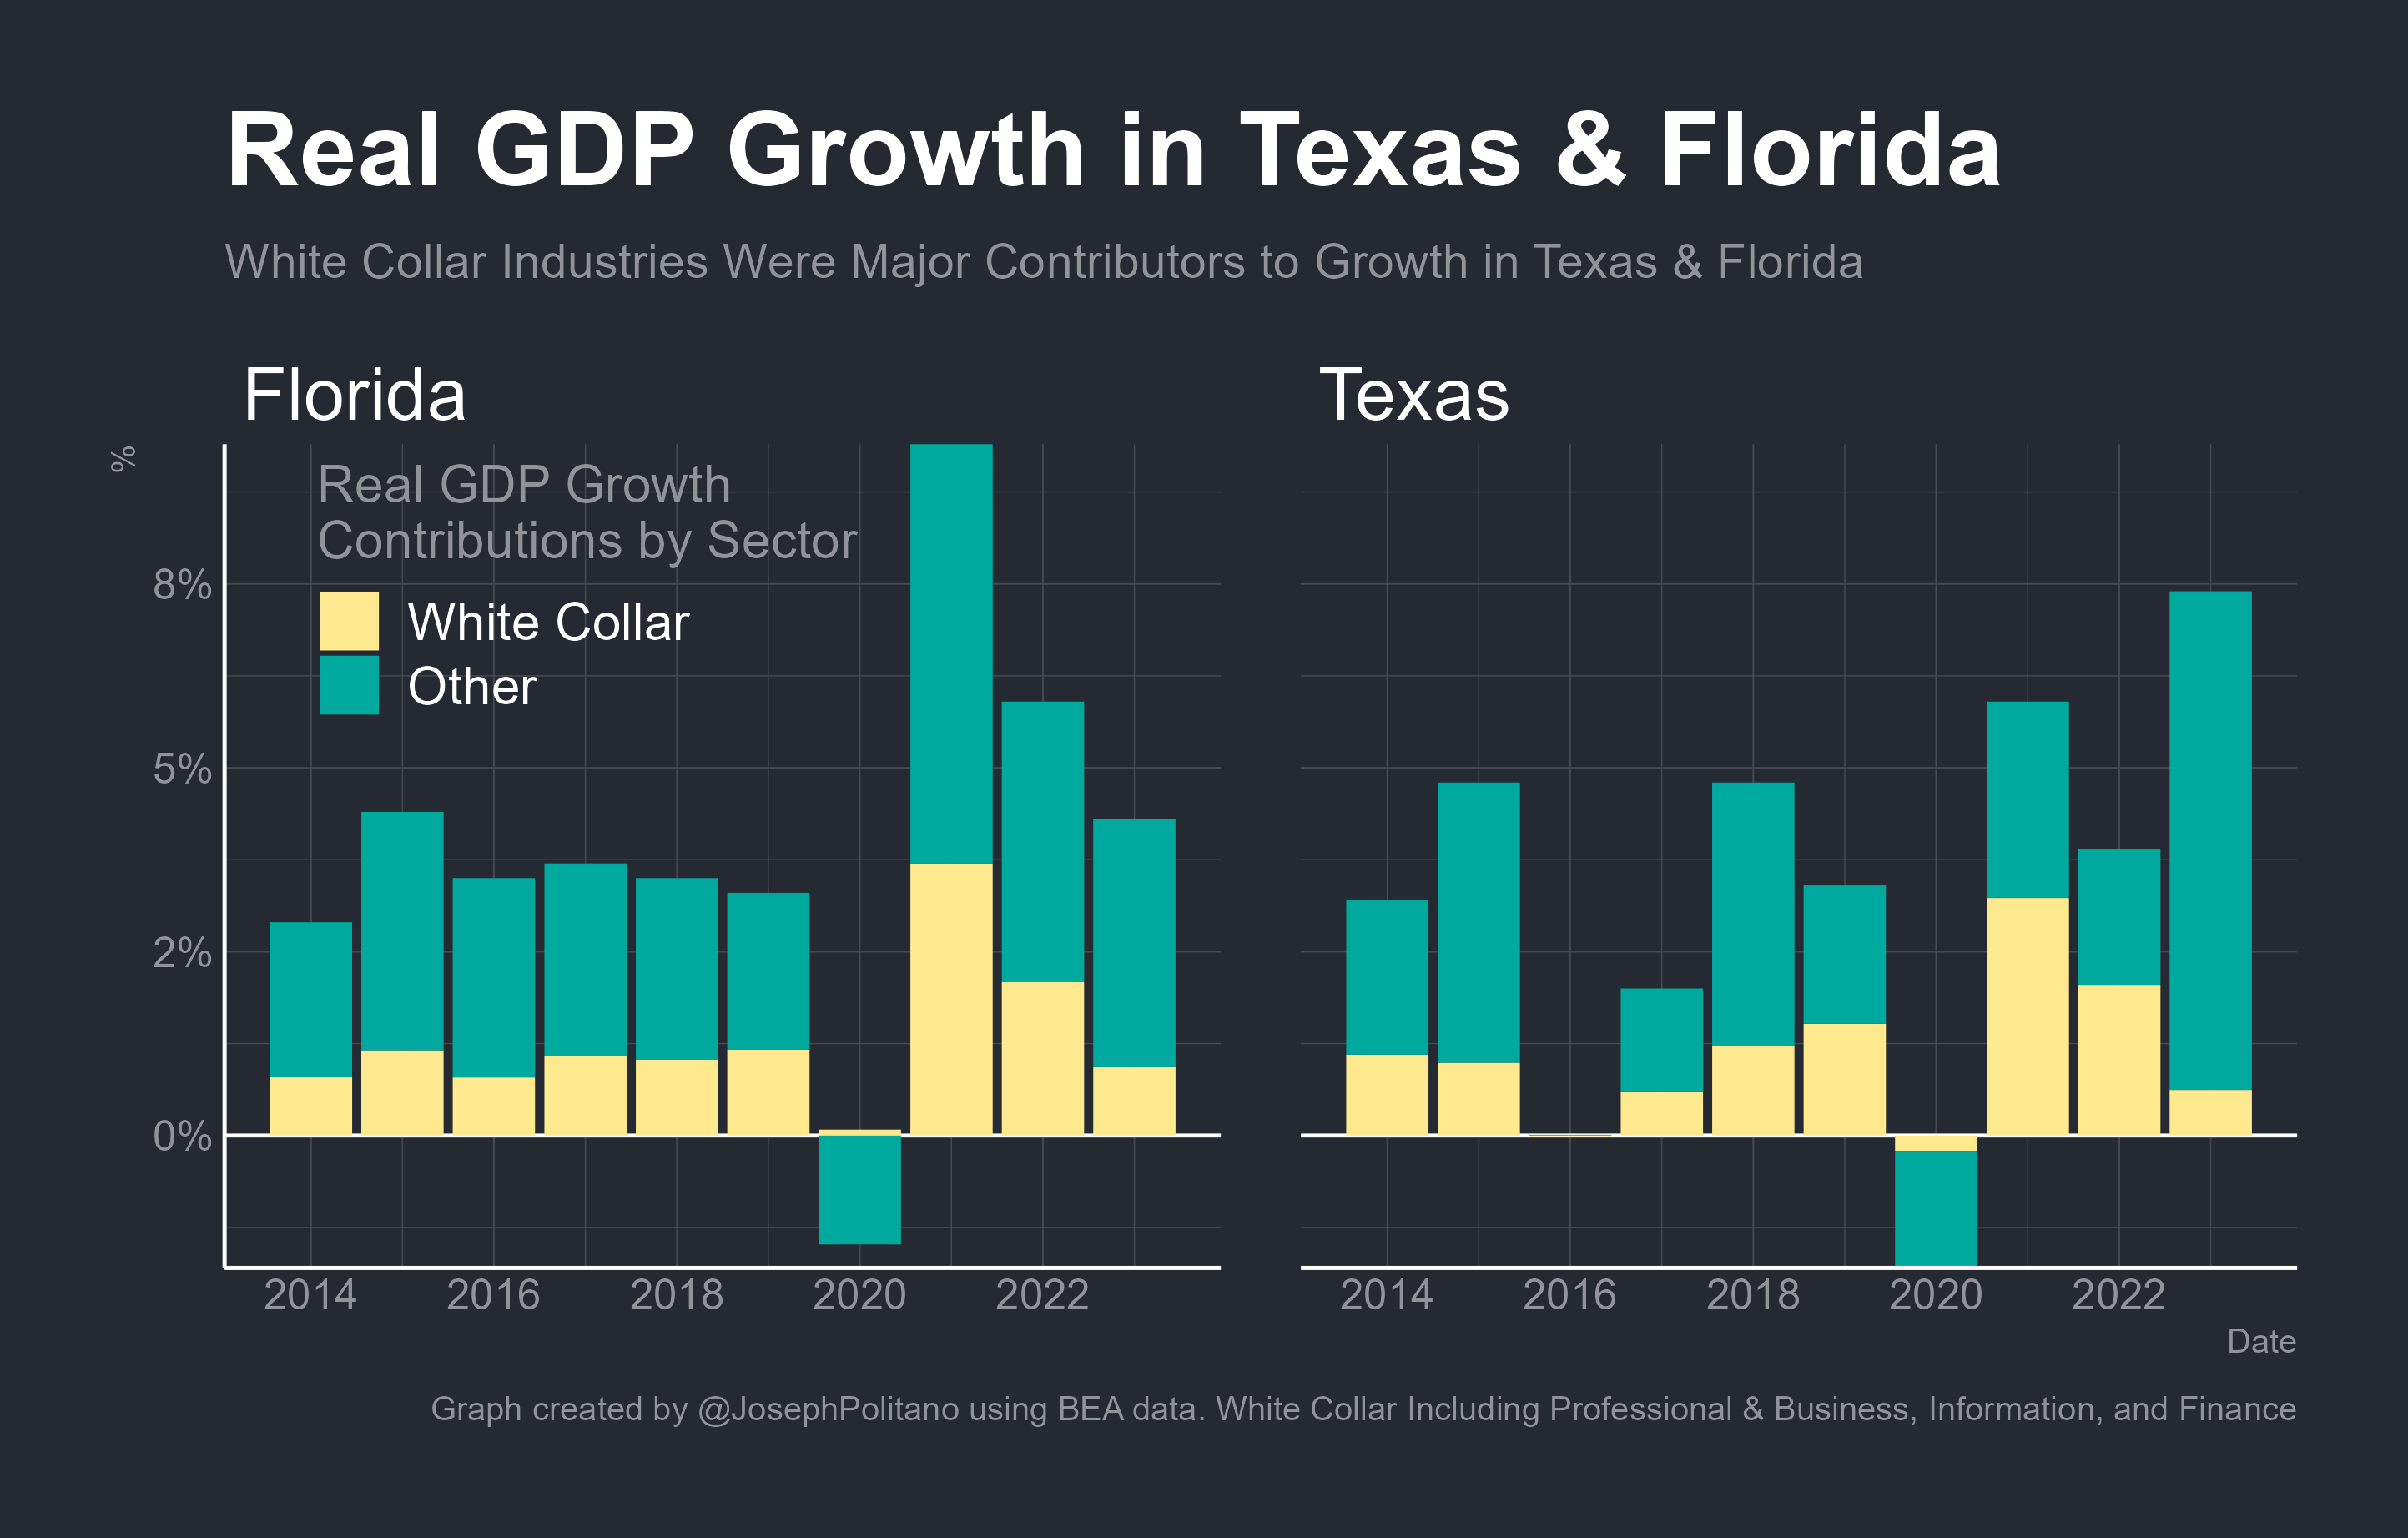 Real GDP Growth in Texas & Florida
White Collar Industries Were Major Contributors to Growth in Texas & Florida
Florida
%
Real GDP Growth
Contributions by Sector
White Collar
Other
8%
5%
2%
0%
2014 2016 2018 2020 2022
Texas
2014 2016 2018 2020 2022
Date
Graph created by @JosephPolitano using BEA data. White Collar Including Professional & Business, Information, and Finance